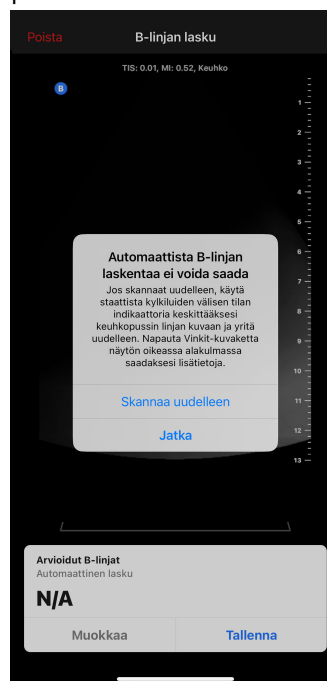 Poista
B-linjan lasku
TIS: 0.01, MI: 0.52, Keuhko
B
1
2
3
4
5
6
7
8
9
10
11
12
13
Automaattista B-linjan
laskentaa ei voida saada
Jos skannaat uudelleen, käytä
staattista kylkiluiden välisen tilan
indikaattoria keskittääksesi
keuhkopussin linjan kuvaan ja yritä
uudelleen. Napauta Vinkit-kuvaketta
näytön oikeassa alakulmassa
saadaksesi lisätietoja.
Skannaa uudelleen
Jatka
Arvioidut B-linjat
Automaattinen lasku
N/A
Muokkaa
Tallenna